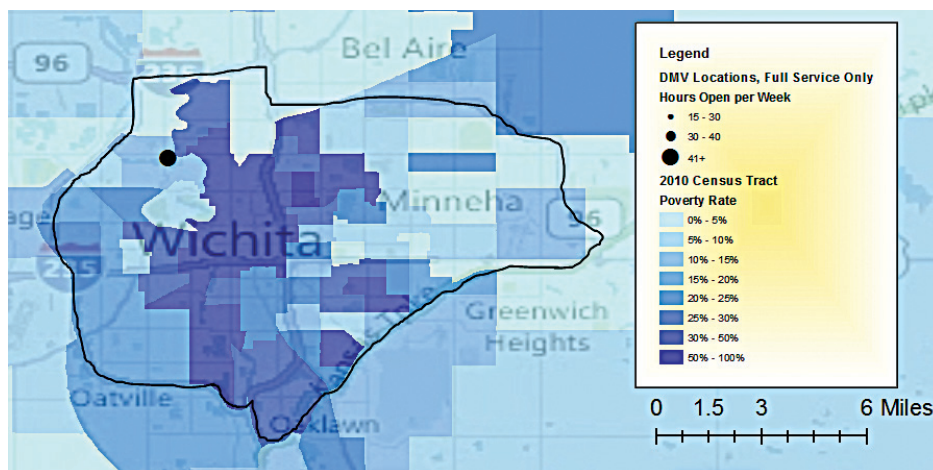 96
Bel Aire
Minneha
96
Wichita
235
Greenwich
Heights
Oatville
Oaklawn
Legend
DMV Locations, Full Service Only
Hours Open per Week
15 - 30
30 - 40
41+
2010 Census Tract
Poverty Rate
0% - 5%
5% - 10%
10% - 15%
15% - 20%
20% - 25%
25% - 30%
30% - 50%
50% - 100%
0 1.5 3 6 Miles